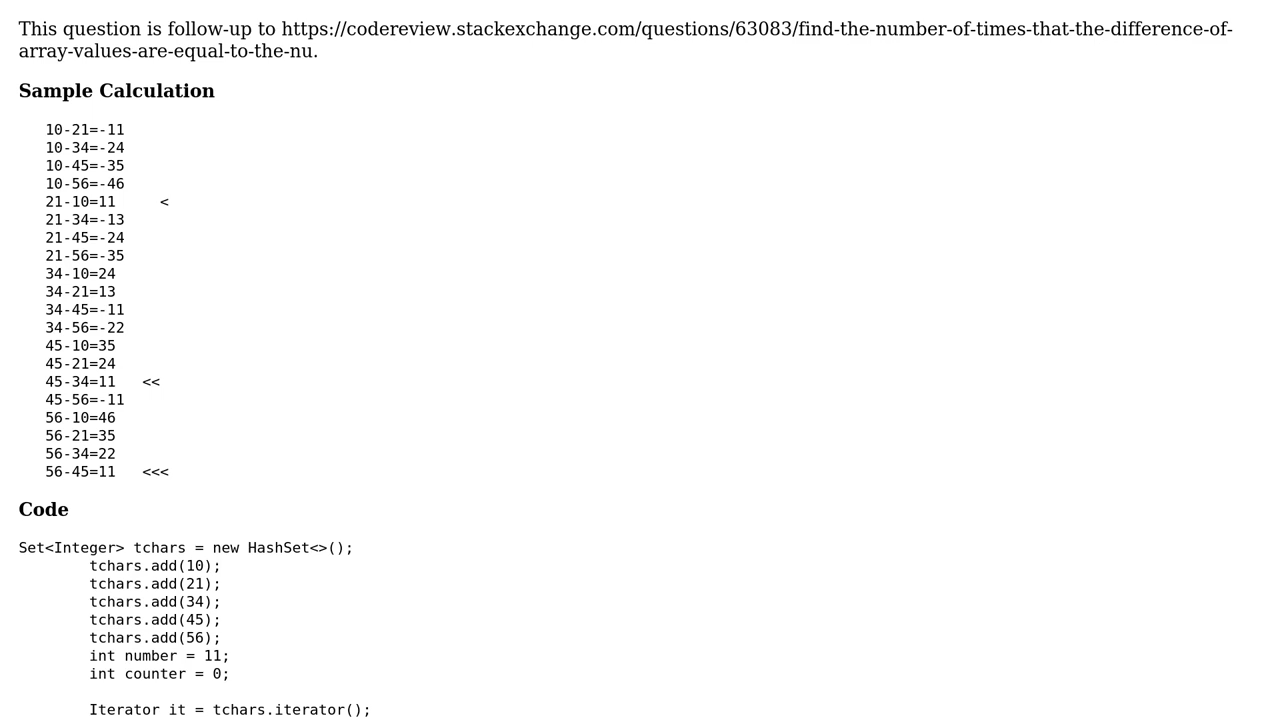 This question is follow-up to https://codereview.stackexchange.com/questions/63083/find-the-number-of-times-that-the-difference-of-
array-values-are-equal-to-the-nu.
Sample Calculation
10-21=-11
10-34=-24
10-45=-35
10-56=-46
21-10=11     <
21-34=-13
21-45=-24
21-56=-35
34-10=24
34-21=13
34-45=-11
34-56=-22
45-10=35
45-21=24
45-34=11   <<
45-56=-11
56-10=46
56-21=35
56-34=22
56-45=11   <<<
Code
Set<Integer> tchars = new HashSet<>();
        tchars.add(10);
        tchars.add(21);
        tchars.add(34);
        tchars.add(45);
        tchars.add(56);
        int number = 11;
        int counter = 0;
        Iterator it = tchars.iterator();